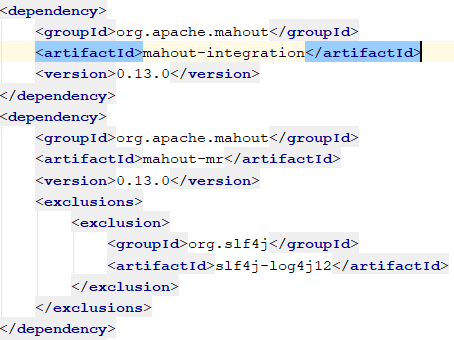 <dependency>
<groupId>org.apache.mahout</groupId>
<artifactId>mahout-integration</artifactId>
<version>0.13.0</version>
</dependency>
<dependency>
<groupId>org.apache.mahout</groupId>
<artifactId>mahout-mr</artifactId>
<version>0.13.0</version>
<exclusions>
<exclusion>
<groupId>org.slf4j</groupId>
<artifactId>slf4j-log4j12</artifactId>
</exclusion>
</exclusions>
</dependency>